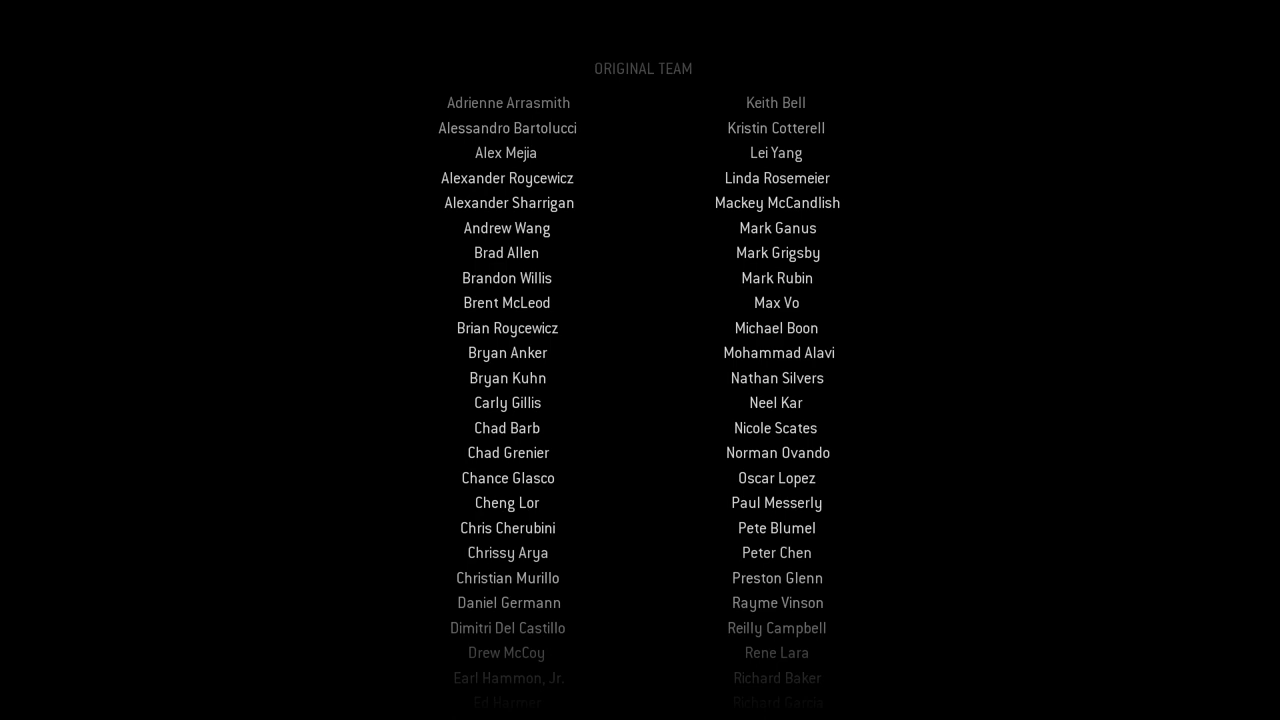 ORIGINAL TEAM
Adrienne Arrasmith
Alessandro Bartolucci
Alex Mejia
Alexander Roycewicz
Alexander Sharrigan
Andrew Wang
Brad Allen
Brandon Willis
Brent McLeod
Brian Roycewicz
Bryan Anker
Bryan Kuhn
Carly Gillis
Chad Barb
Chad Grenier
Chance Glasco
Cheng Lor
Chris Cherubini
Chrissy Arya
Christian Murillo
Daniel Germann
Dimitri Del Castillo
Drew McCoy
Earl Hammon, Jr.
Ed Harmer
Keith Bell
Kristin Cotterell
Lei Yang
Linda Rosemeier
Mackey McCandlish
Mark Ganus
Mark Grigsby
Mark Rubin
Max Vo
Michael Boon
Mohammad Alavi
Nathan Silvers
Neel Kar
Nicole Scates
Norman Ovando
Oscar Lopez
Paul Messerly
Pete Blumel
Peter Chen
Preston Glenn
Rayme Vinson
Reilly Campbell
Rene Lara
Richard Baker
Richard Garcia